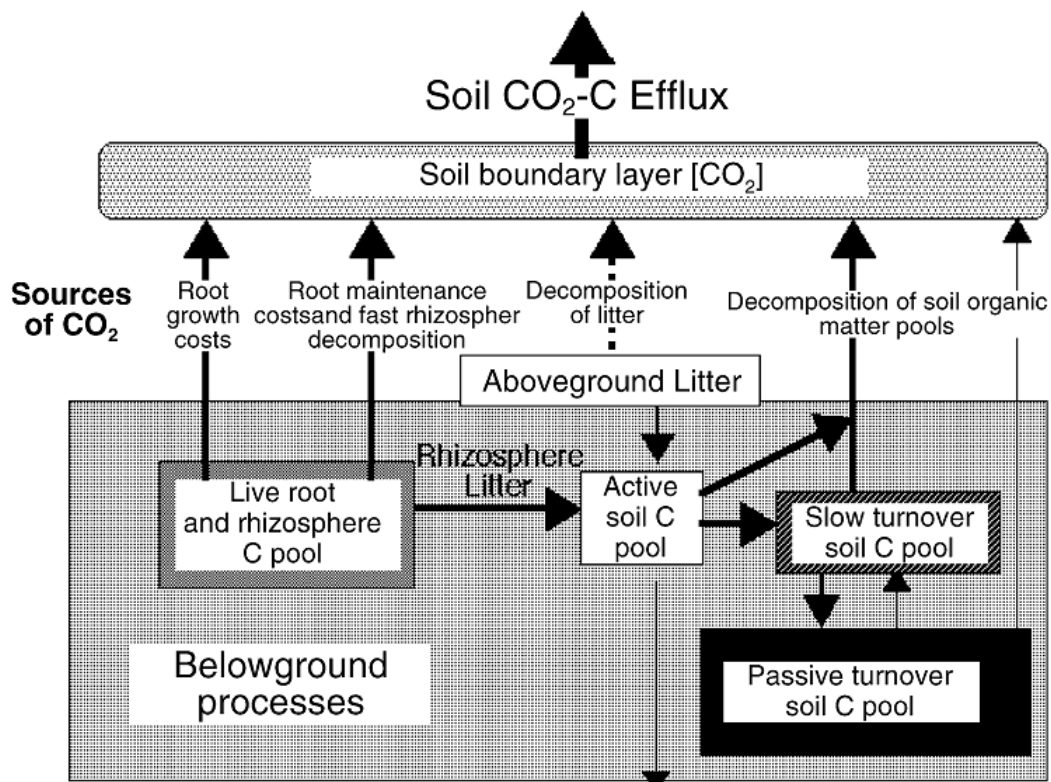 Soil CO₂-C Efflux
Soil boundary layer [CO₂]
Sources
of CO₂
Root
growth
costs
Root maintenance
costsand fast rhizospher
decomposition
Decomposition
of litter
Decomposition of soil organic
matter pools
Aboveground Litter
Rhizosphere
Litter
Live root
and rhizosphere
C pool
Active
soil C
pool
Slow turnover
soil C pool
Belowground
processes
Passive turnover
soil C pool